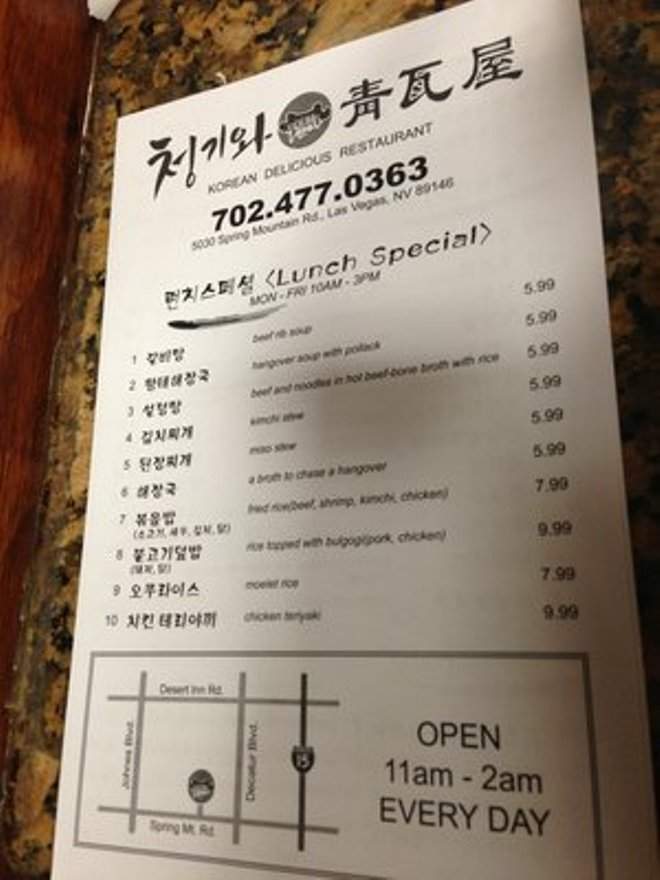 청기와 靑瓦屋
KOREAN DELICIOUS RESTAURANT
702.477.0363
5030 Spring Mountain Rd., Las Vegas, NV 89146
런치스페셜 <Lunch Special>
MON - FRI 10AM - 3PM
1 갈비탕 beef rib soup 5.99
2 황태해장국 hangover soup with pollack 5.99
3 설렁탕 beef and noodles in hot beef-bone broth with rice 5.99
4 김치찌개 kimchi stew 5.99
5 된장찌개 miso stew 5.99
6 해장국 a broth to chase a hangover 5.99
7 볶음밥 fried rice(beef, shrimp, kimchi, chicken) 7.99
(소고기, 새우, 김치, 닭)
8 불고기덮밥 rice topped with bulgogi(pork, chicken) 9.99
(돼지, 닭)
9 오무라이스 moelet rice 7.99
10 치킨 테리야끼 chicken teriyaki 9.99
Desert Inn Rd.
Johnes Blvd.
Decatur Blvd.
15
Spring Mt. Rd.
OPEN
11am - 2am
EVERY DAY